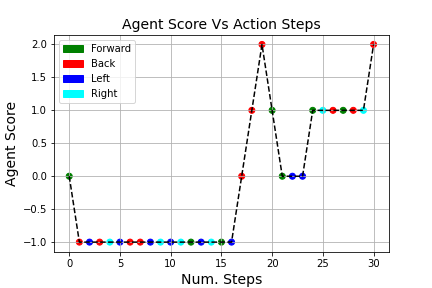 Agent Score Vs Action Steps
Forward
Back
Left
Right
2.0
1.5
1.0
0.5
0.0
−0.5
−1.0
Agent Score
0 5 10 15 20 25 30
Num. Steps